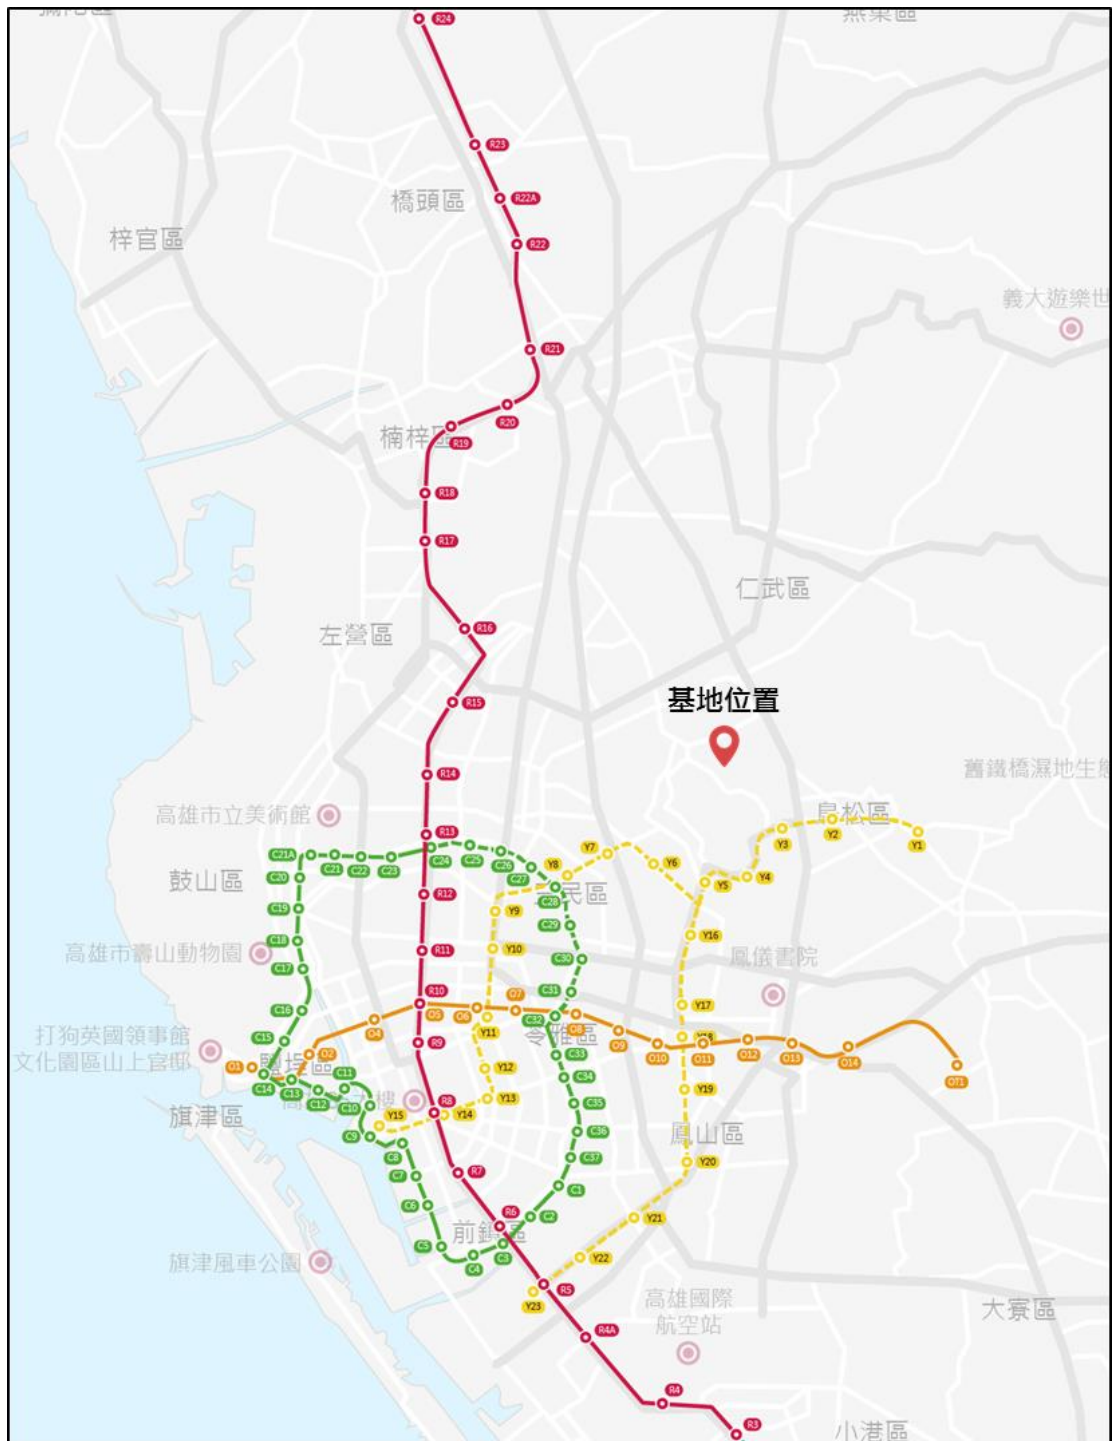 彌陀區
燕巢區
R24
R23
橋頭區
R22A
梓官區
R22
義大遊樂世
R21
R20
楠梓區
R19
R18
R17
仁武區
左營區
R16
基地位置
R15
舊鐵橋濕地生態
R14
高雄市立美術館
鳥松區
R13
Y3
Y2
Y1
C21A
C21
C22
C23
C24
C25
C26
C27
Y8
Y7
Y6
Y5
Y4
鼓山區
C20
三民區
C28
R12
C19
Y9
C29
Y16
高雄市壽山動物園
C18
R11
Y10
鳳儀書院
C17
C30
R10
C31
Y17
C16
O4
O5
O6
O7
Y11
C32
O8
打狗英國領事館
文化園區山上官邸
C15
R9
苓雅區
O9
O10
Y18
O11
O12
O13
O14
OT1
O1
O2
鹽埕區
C33
C14
C13
C12
C11
C10
Y12
C34
Y19
旗津區
R8
Y13
Y14
Y15
C35
C9
C8
C36
鳳山區
C37
Y20
C7
R7
C1
C6
R6
C2
Y21
前鎮區
C5
C4
C3
Y22
旗津風車公園
R5
Y23
高雄國際
航空站
大寮區
R4A
R4
R3
小港區